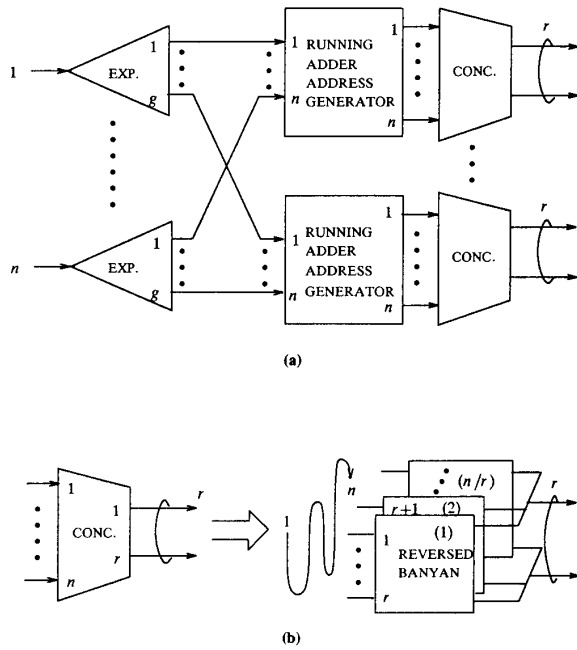 1
EXP.
1
g
1
n
RUNNING
ADDER
ADDRESS
GENERATOR
1
n
CONC.
r
n
EXP.
1
g
1
n
RUNNING
ADDER
ADDRESS
GENERATOR
1
n
CONC.
r
(a)
1
n
CONC.
1
r
r
1
n
(n/r)
r+1 (2)
(1)
1
REVERSED
BANYAN
r
r
(b)